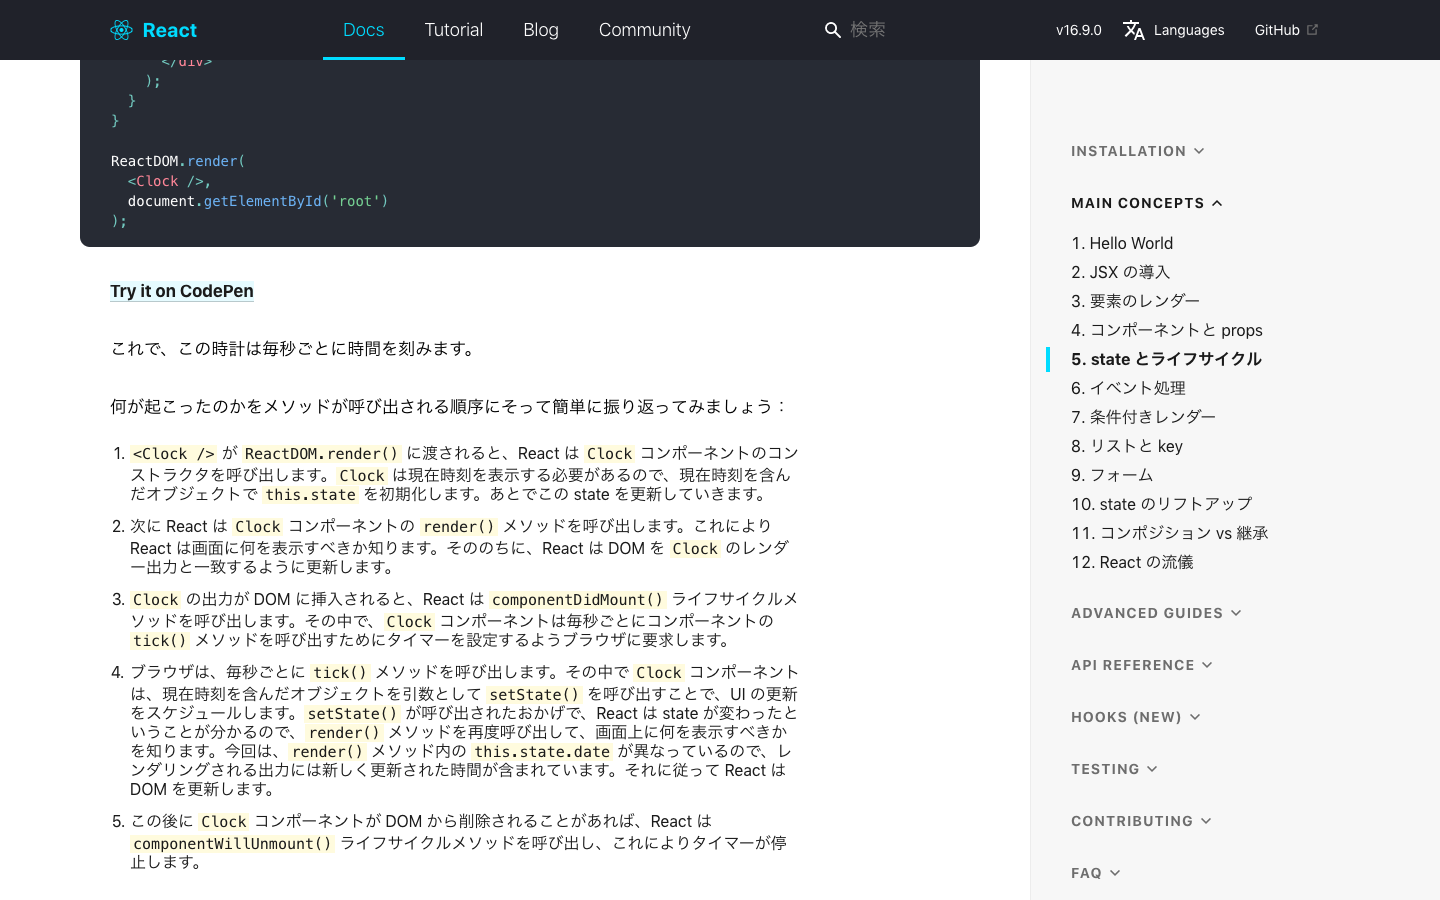 React
Docs
Tutorial
Blog
Community
検索
v16.9.0
Languages
GitHub
</div>
);
}
}
ReactDOM.render(
<Clock />,
document.getElementById('root')
);
Try it on CodePen
これで、この時計は毎秒ごとに時間を刻みます。
何が起こったのかをメソッドが呼び出される順序にそって簡単に振り返ってみましょう：
1. <Clock /> が ReactDOM.render() に渡されると、React は Clock コンポーネントのコン
ストラクタを呼び出します。Clock は現在時刻を表示する必要があるので、現在時刻を含ん
だオブジェクトで this.state を初期化します。あとでこの state を更新していきます。
2. 次に React は Clock コンポーネントの render() メソッドを呼び出します。これにより
React は画面に何を表示すべきか知ります。そののちに、React は DOM を Clock のレンダ
ー出力と一致するように更新します。
3. Clock の出力が DOM に挿入されると、React は componentDidMount() ライフサイクルメ
ソッドを呼び出します。その中で、Clock コンポーネントは毎秒ごとにコンポーネントの
tick() メソッドを呼び出すためにタイマーを設定するようブラウザに要求します。
4. ブラウザは、毎秒ごとに tick() メソッドを呼び出します。その中で Clock コンポーネント
は、現在時刻を含んだオブジェクトを引数として setState() を呼び出すことで、UI の更新
をスケジュールします。setState() が呼び出されたおかげで、React は state が変わったと
いうことが分かるので、render() メソッドを再度呼び出して、画面上に何を表示すべきか
を知ります。今回は、render() メソッド内の this.state.date が異なっているので、レ
ンダリングされる出力には新しく更新された時間が含まれています。それに従って React は
DOM を更新します。
5. この後に Clock コンポーネントが DOM から削除されることがあれば、React は
componentWillUnmount() ライフサイクルメソッドを呼び出し、これによりタイマーが停
止します。
INSTALLATION
MAIN CONCEPTS
1. Hello World
2. JSX の導入
3. 要素のレンダー
4. コンポーネントと props
5. state とライフサイクル
6. イベント処理
7. 条件付きレンダー
8. リストと key
9. フォーム
10. state のリフトアップ
11. コンポジション vs 継承
12. React の流儀
ADVANCED GUIDES
API REFERENCE
HOOKS (NEW)
TESTING
CONTRIBUTING
FAQ